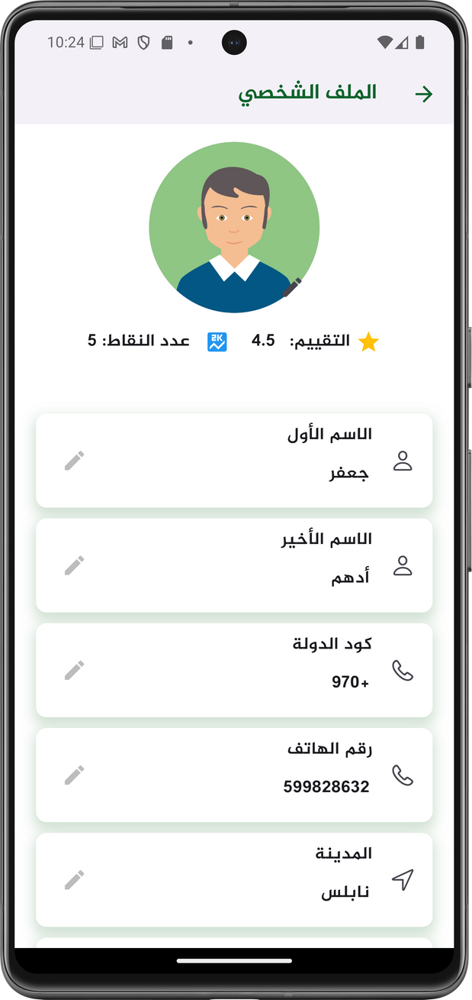 10:24
الملف الشخصي
التقييم: 4.5 2K عدد النقاط: 5
الاسم الأول
جعفر
الاسم الأخير
أدهم
كود الدولة
970+
رقم الهاتف
599828632
المدينة
نابلس